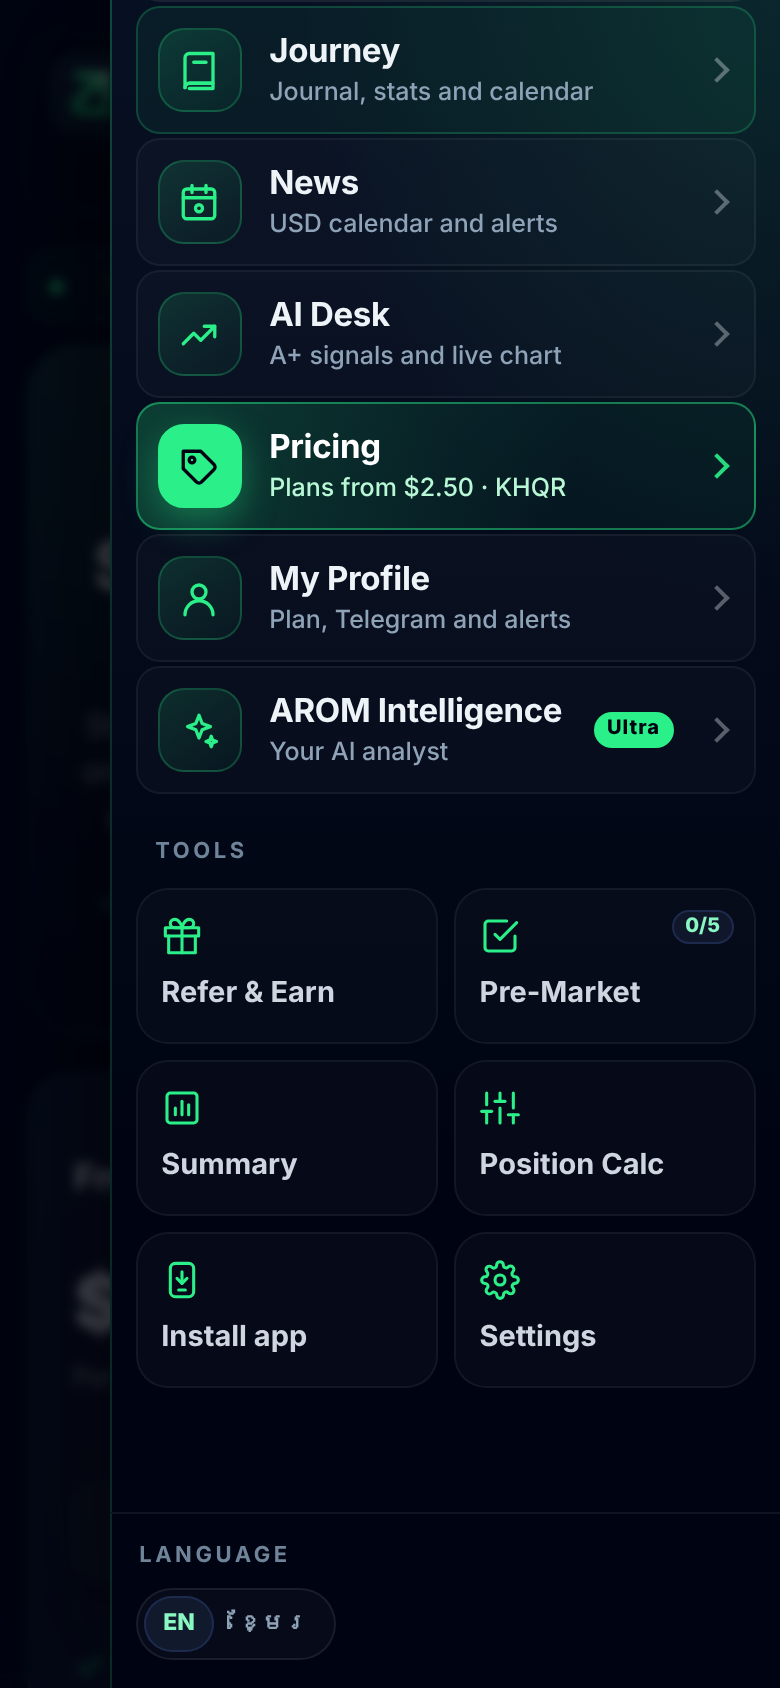 Journey
Journal, stats and calendar
News
USD calendar and alerts
AI Desk
A+ signals and live chart
Pricing
Plans from $2.50 · KHQR
My Profile
Plan, Telegram and alerts
AROM Intelligence
Ultra
Your AI analyst
TOOLS
Refer & Earn
0/5
Pre-Market
Summary
Position Calc
Install app
Settings
LANGUAGE
EN ខ្មែរ